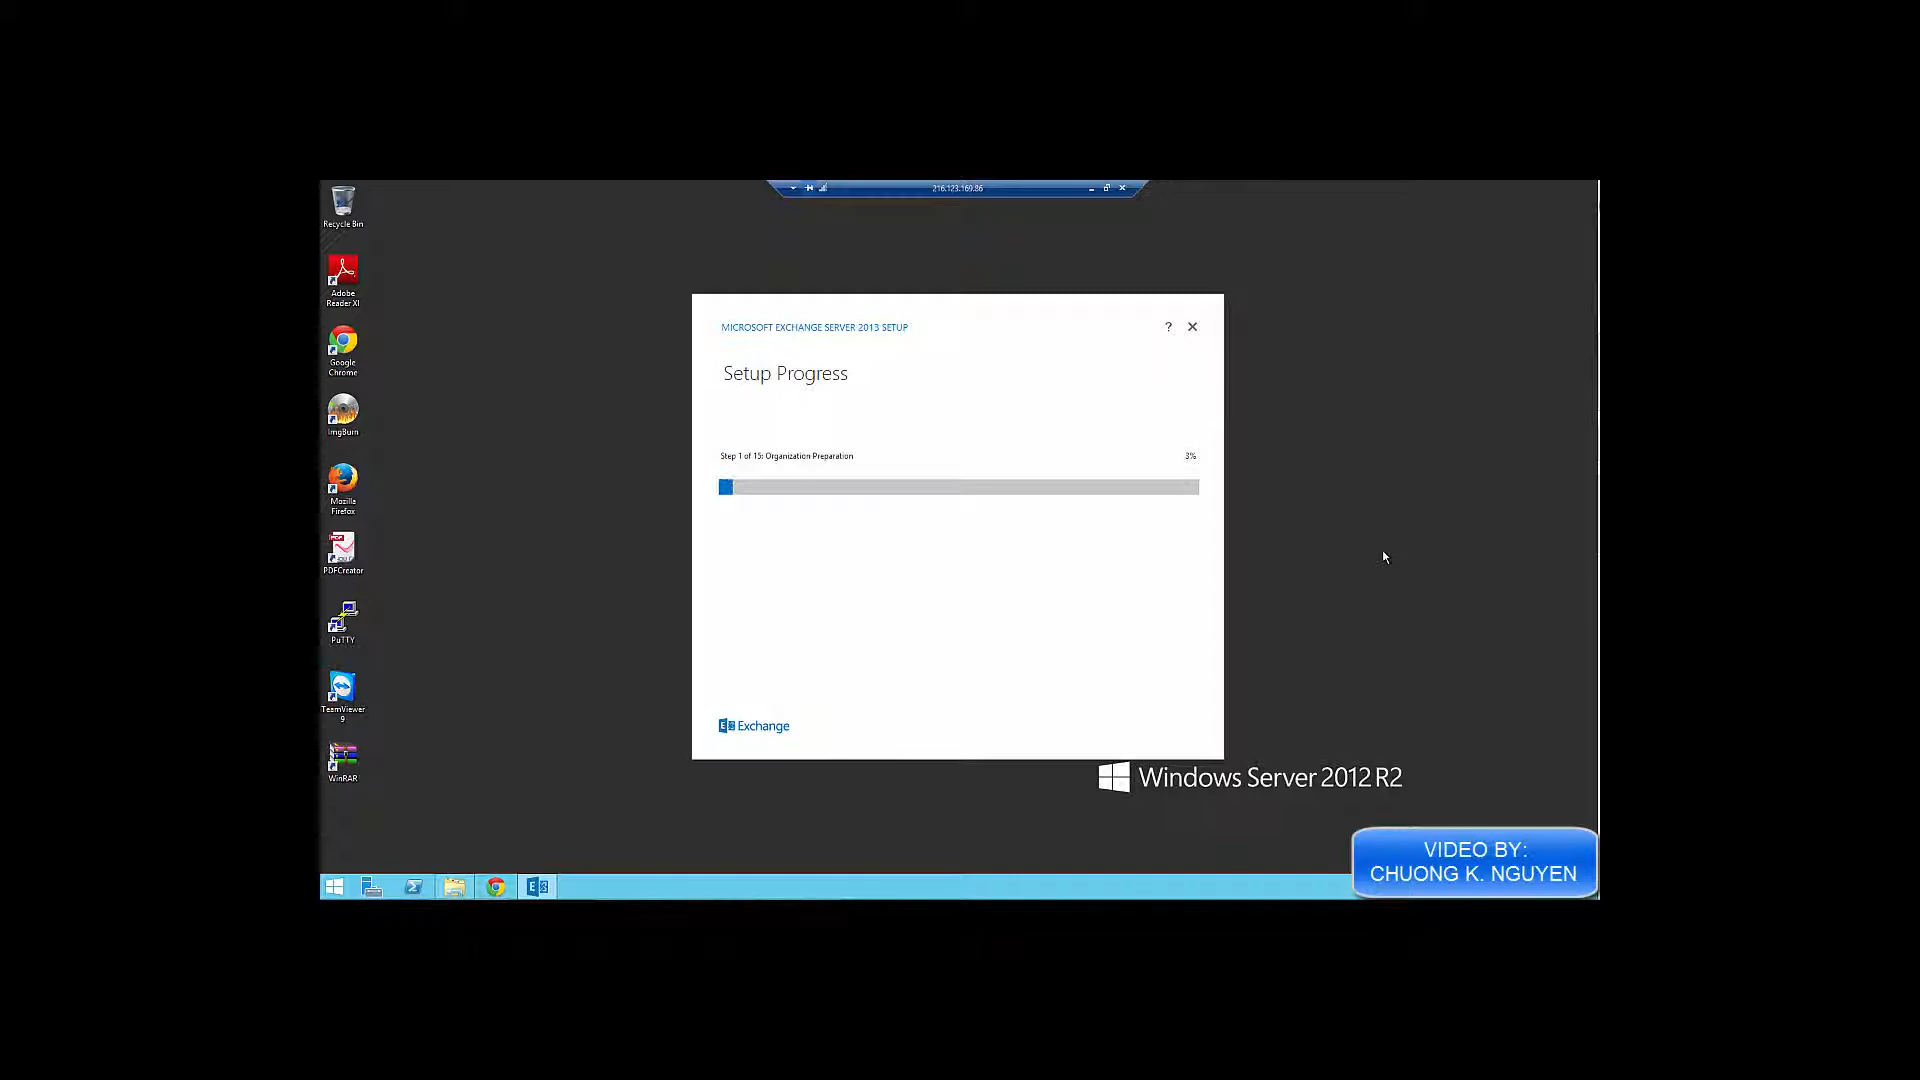 216.123.169.86
Recycle Bin
Adobe
Reader XI
Google
Chrome
ImgBurn
Mozilla
Firefox
PDFCreator
PuTTY
TeamViewer
9
WinRAR
MICROSOFT EXCHANGE SERVER 2013 SETUP
?
Setup Progress
Step 1 of 15: Organization Preparation
3%
Exchange
Windows Server 2012 R2
VIDEO BY:
CHUONG K. NGUYEN